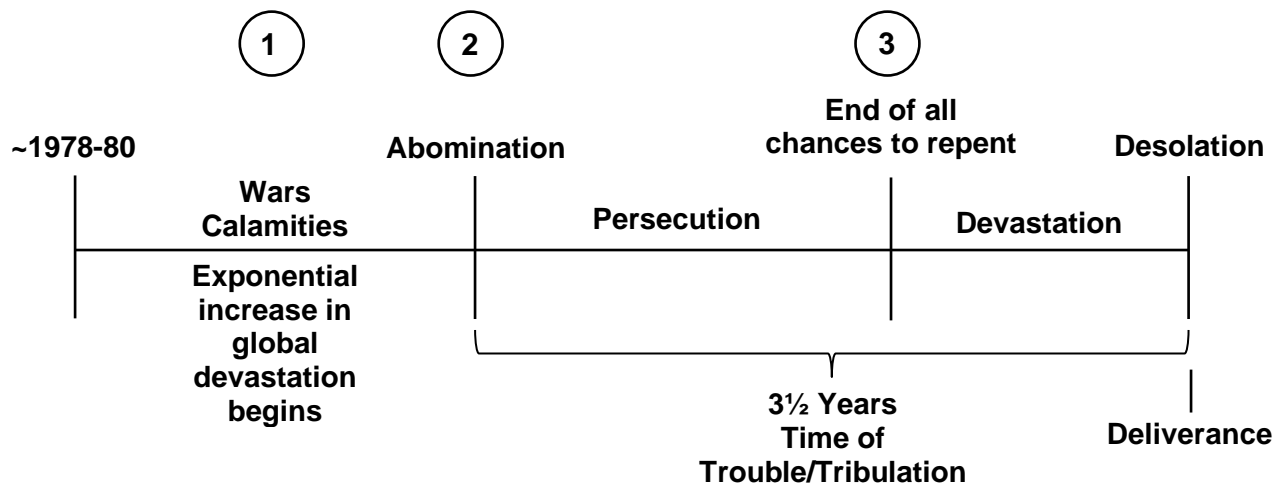 1
2
3
~1978-80
Abomination
End of all
chances to repent
Desolation
Wars
Calamities
Persecution
Devastation
Exponential
increase in
global
devastation
begins
3½ Years
Time of
Trouble/Tribulation
Deliverance